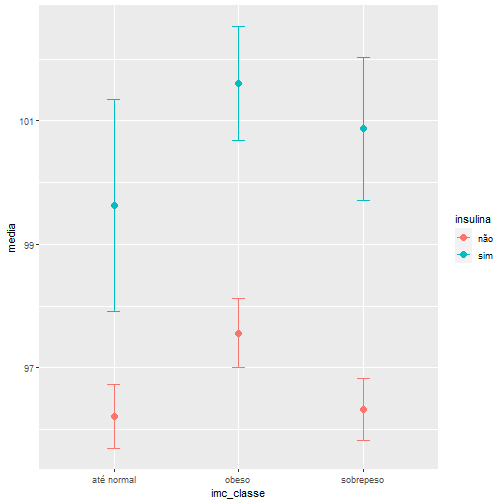 101
99
97
media
até normal
obeso
sobrepeso
imc_classe
insulina
não
sim